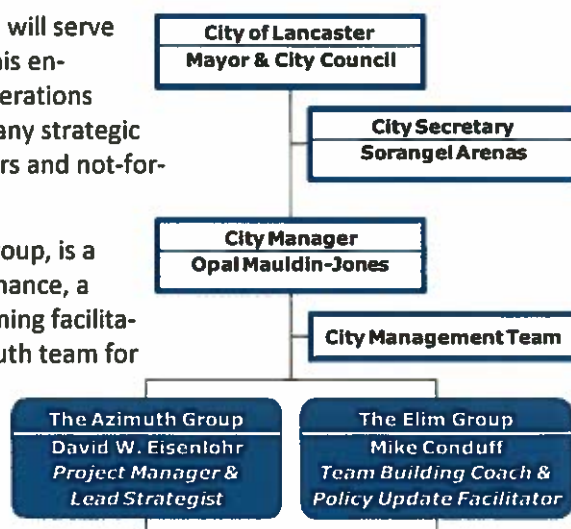 will serve
his en-
erations
any strategic
rs and not-for-
oup, is a
nance, a
ning facilita-
uth team for
City of Lancaster
Mayor & City Council
City Secretary
Sorangel Arenas
City Manager
Opal Mauldin-Jones
City Management Team
The Azimuth Group
David W. Eisenlohr
Project Manager &
Lead Strategist
The Elim Group
Mike Conduff
Team Building Coach &
Policy Update Facilitator